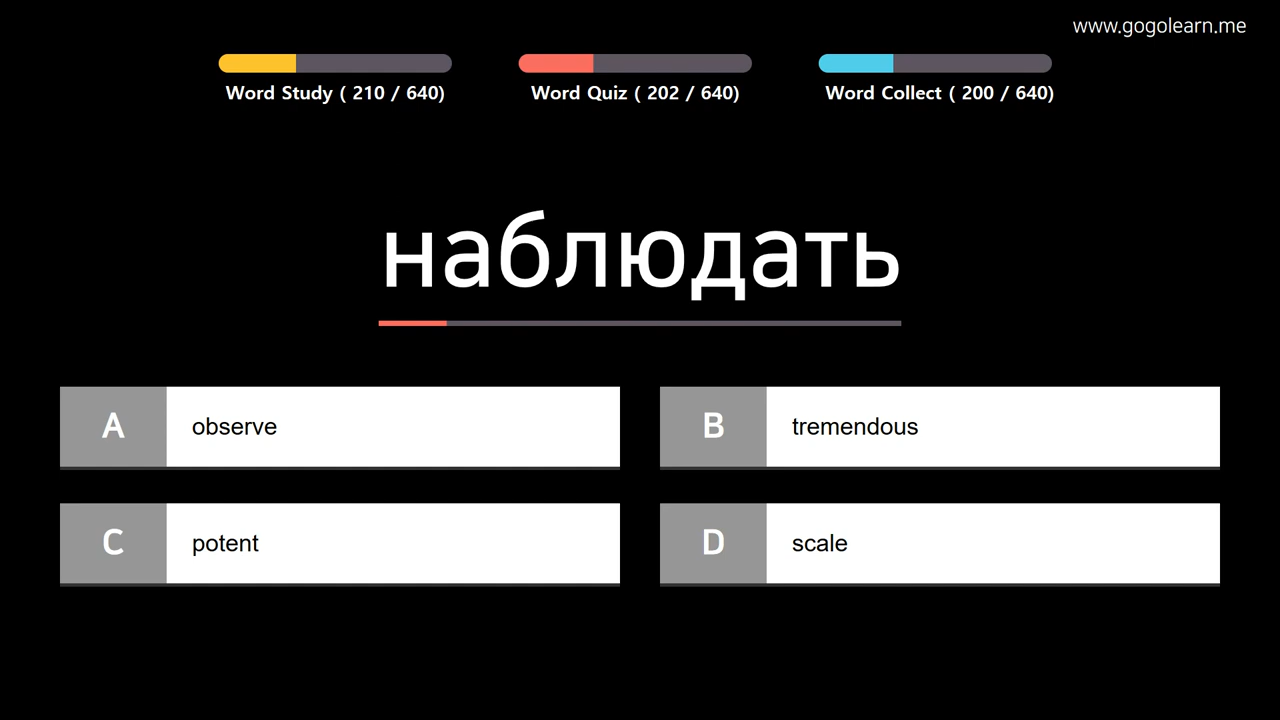 www.gogolearn.me
Word Study ( 210 / 640)
Word Quiz ( 202 / 640)
Word Collect ( 200 / 640)
наблюдать
A observe
B tremendous
C potent
D scale